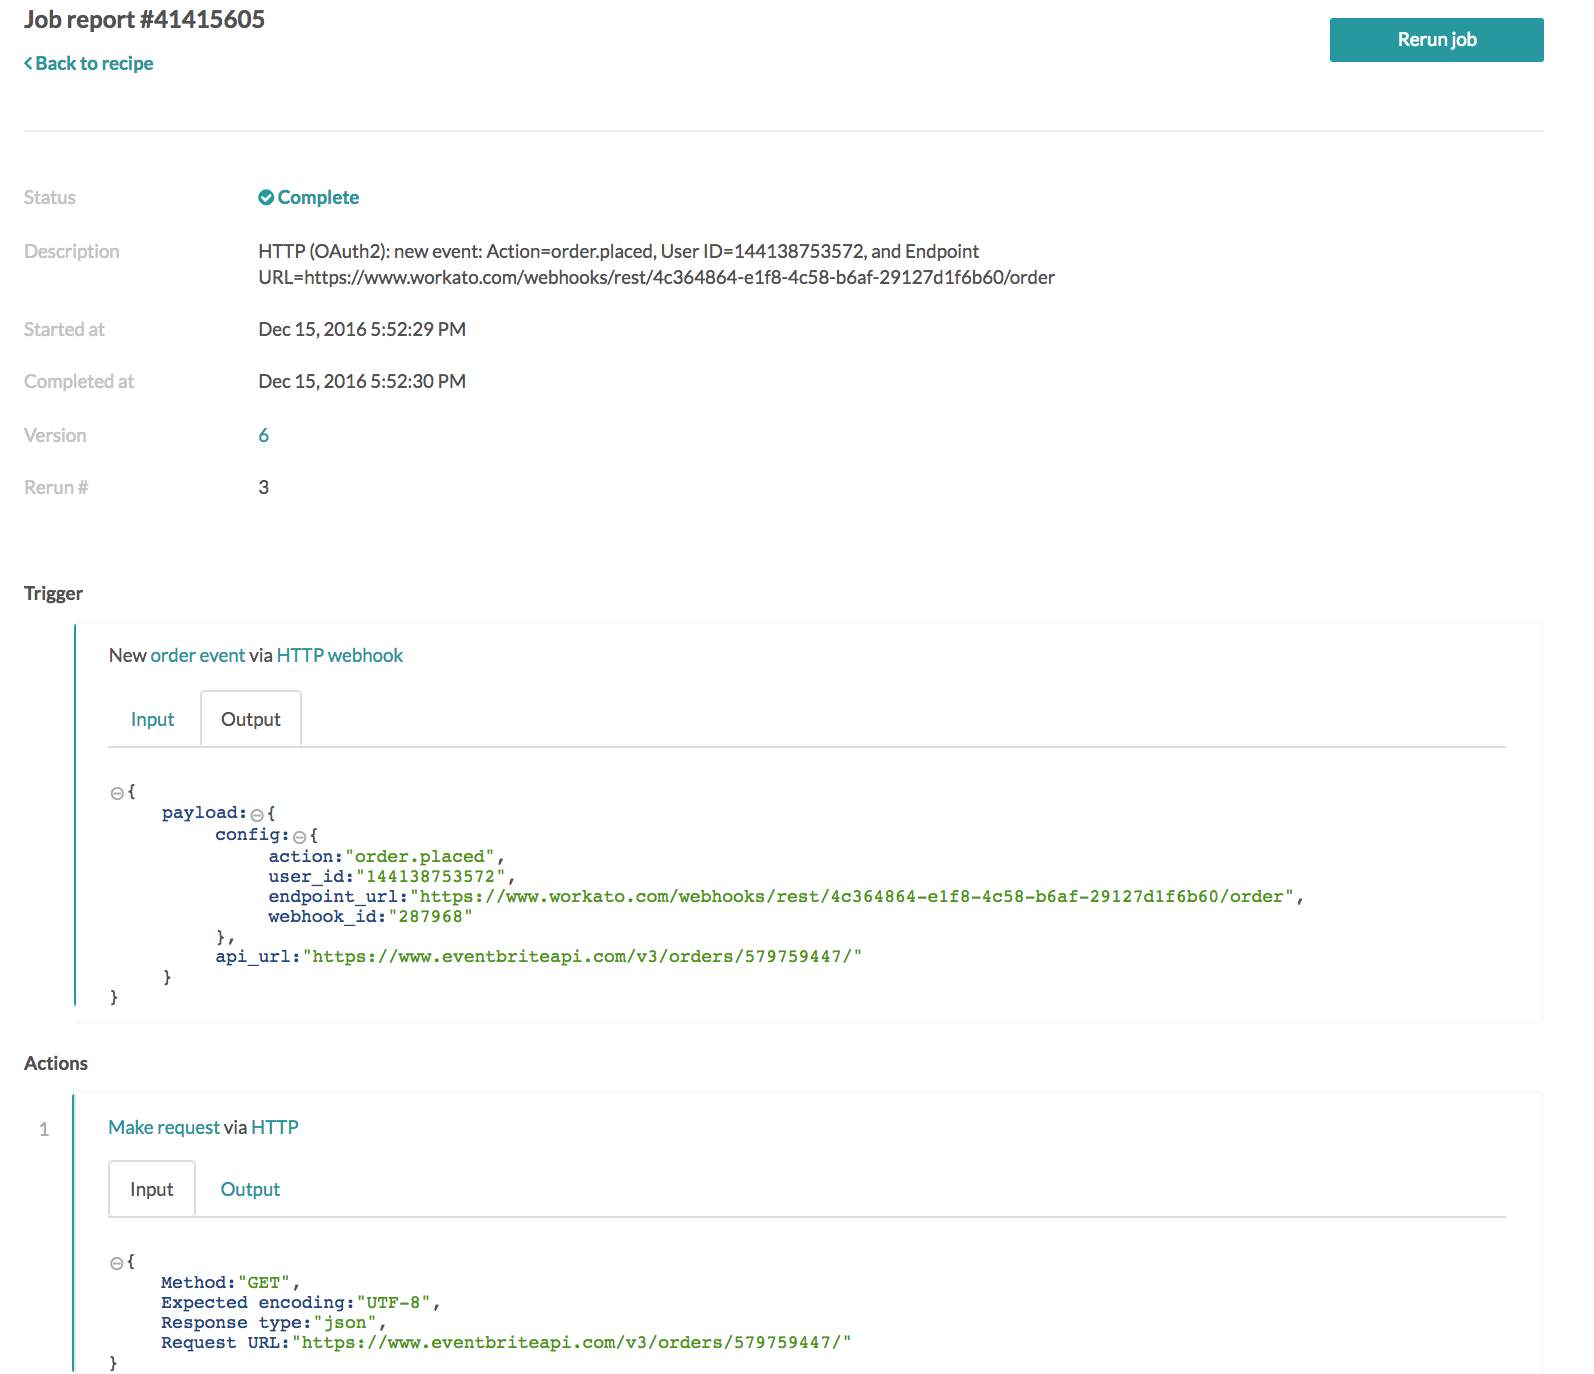 Job report #41415605
Rerun job
Back to recipe
Status Complete
Description HTTP (OAuth2): new event: Action=order.placed, User ID=144138753572, and Endpoint
URL=https://www.workato.com/webhooks/rest/4c364864-e1f8-4c58-b6af-29127d1f6b60/order
Started at Dec 15, 2016 5:52:29 PM
Completed at Dec 15, 2016 5:52:30 PM
Version 6
Rerun # 3
Trigger
New order event via HTTP webhook
Input Output
{
payload:{
config:{
action:"order.placed",
user_id:"144138753572",
endpoint_url:"https://www.workato.com/webhooks/rest/4c364864-e1f8-4c58-b6af-29127d1f6b60/order",
webhook_id:"287968"
},
api_url:"https://www.eventbriteapi.com/v3/orders/579759447/"
}
}
Actions
1 Make request via HTTP
Input Output
{
Method:"GET",
Expected encoding:"UTF-8",
Response type:"json",
Request URL:"https://www.eventbriteapi.com/v3/orders/579759447/"
}